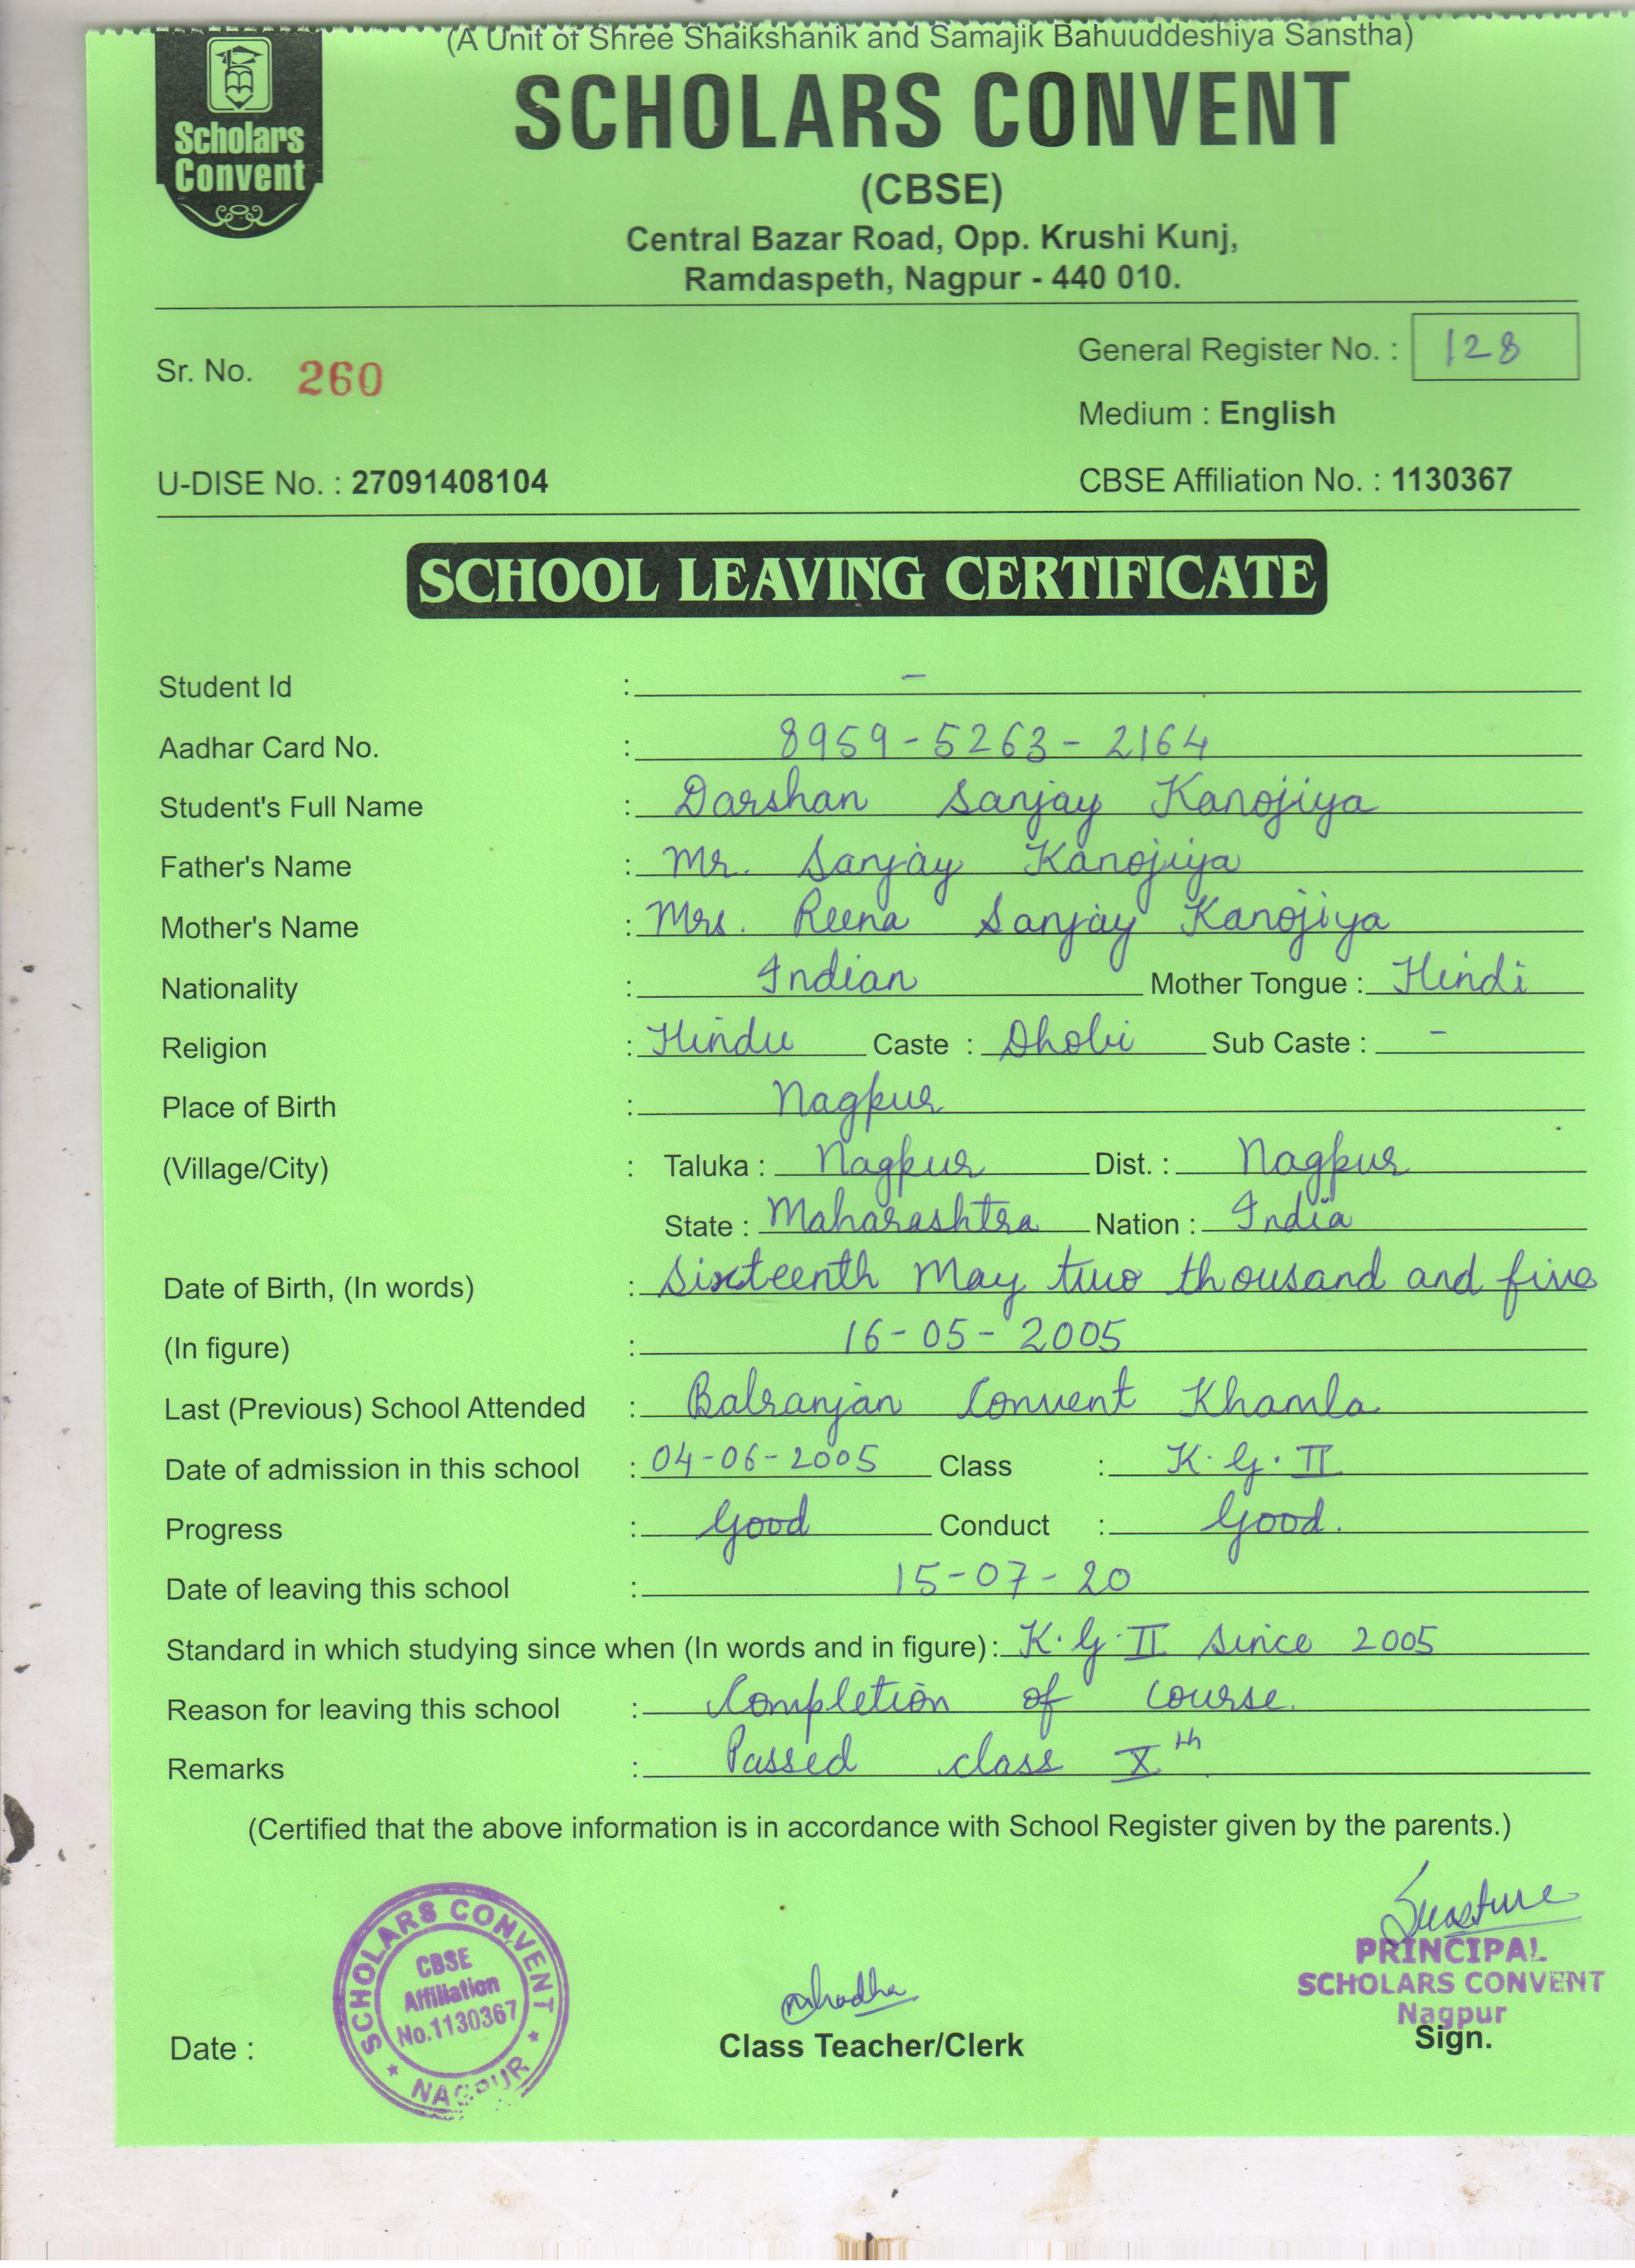 (A Unit of Shree Shaikshanik and Samajik Bahuuddeshiya Sanstha)
Scholars
Convent
SCHOLARS CONVENT
(CBSE)
Central Bazar Road, Opp. Krushi Kunj,
Ramdaspeth, Nagpur - 440 010.
Sr. No. 260
General Register No. : 128
Medium : English
U-DISE No. : 27091408104 CBSE Affiliation No. : 1130367
SCHOOL LEAVING CERTIFICATE
Student Id : -
Aadhar Card No. : 8959-5263-2164
Student's Full Name : Darshan Sanjay Kanojiya
Father's Name : Mr. Sanjay Kanojiya
Mother's Name : Mrs. Reena Sanjay Kanojiya
Nationality : Indian Mother Tongue : Hindi
Religion : Hindu Caste : Dhobi Sub Caste : -
Place of Birth : Nagpur
(Village/City) : Taluka : Nagpur Dist. : Nagpur
State : Maharashtra Nation : India
Date of Birth, (In words) : Sixteenth May two thousand and five
(In figure) : 16-05-2005
Last (Previous) School Attended : Balranjan Convent Khamla
Date of admission in this school : 04-06-2005 Class : K.G.II
Progress : Good Conduct : Good.
Date of leaving this school : 15-07-20
Standard in which studying since when (In words and in figure) : K.G.II since 2005
Reason for leaving this school : Completion of course.
Remarks : Passed class Xth
(Certified that the above information is in accordance with School Register given by the parents.)
SCHOLARS CONVENT
CBSE
Affiliation
No.1130367
NAGPUR
PRINCIPAL
SCHOLARS CONVENT
Nagpur
Date : Class Teacher/Clerk Sign.